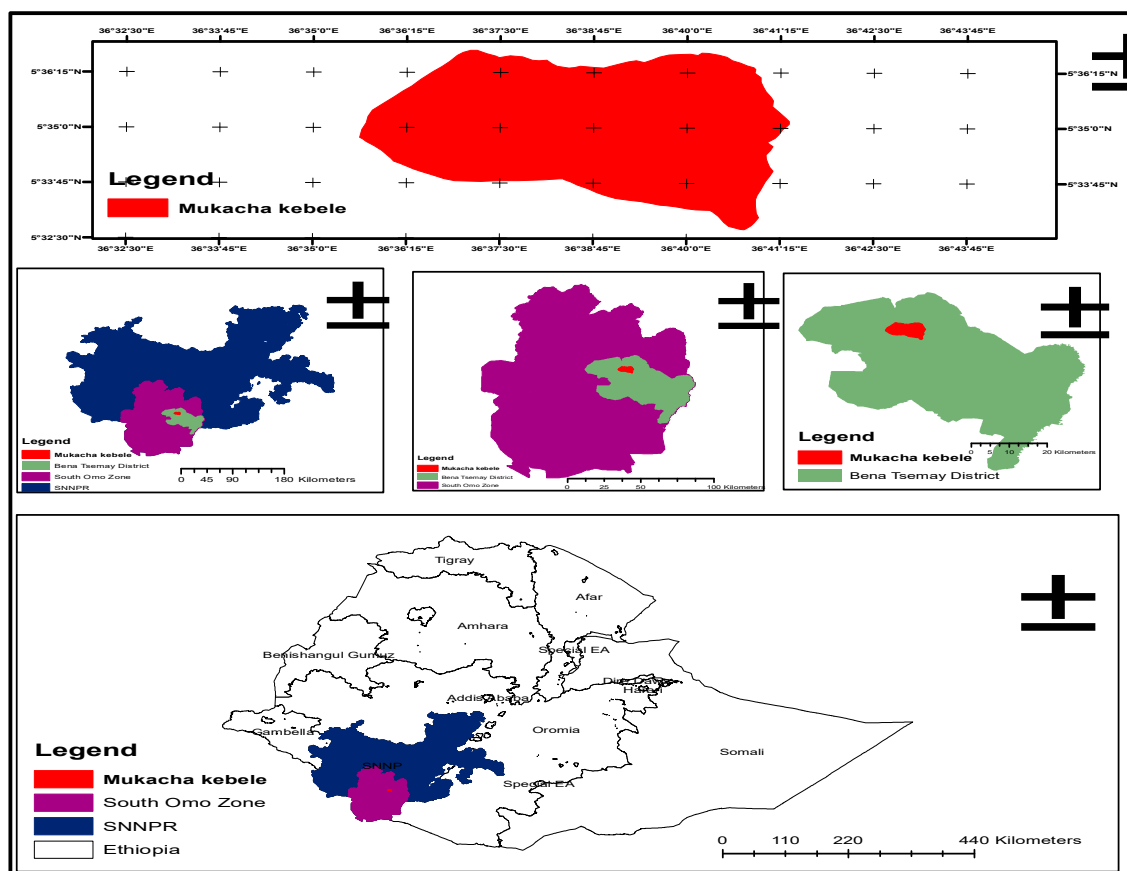 36°32'30"E 36°33'45"E 36°35'0"E 36°36'15"E 36°37'30"E 36°38'45"E 36°40'0"E 36°41'15"E 36°42'30"E 36°43'45"E
5°36'15"N 5°36'15"N
5°35'0"N 5°35'0"N
5°33'45"N 5°33'45"N
5°32'30"N
Legend
Mukacha kebele
36°32'30"E 36°33'45"E 36°35'0"E 36°36'15"E 36°37'30"E 36°38'45"E 36°40'0"E 36°41'15"E 36°42'30"E 36°43'45"E
Legend
Mukacha kebele
Bena Tsemay District
South Omo Zone
SNNPR
0 45 90 180 Kilometers
Legend
Mukacha kebele
Bena Tsemay District
South Omo Zone
0 25 50 100 Kilometers
Legend
Mukacha kebele
Bena Tsemay District
0 5 10 20 Kilometers
Tigray
Afar
Amhara
Benishangul Gumuz
Special EA
Harari
Addis Ababa
Gambella
Oromia
Somali
SNNP
Special EA
Legend
Mukacha kebele
South Omo Zone
SNNPR
Ethiopia
0 110 220 440 Kilometers